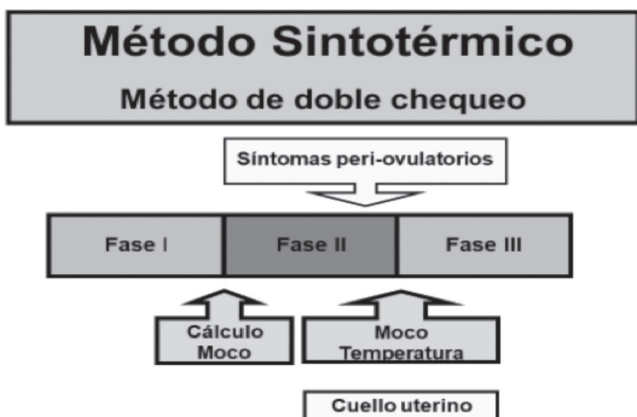 Método Sintotérmico
Método de doble chequeo
Síntomas peri-ovulatorios
Fase I
Fase II
Fase III
Cálculo
Moco
Moco
Temperatura
Cuello uterino